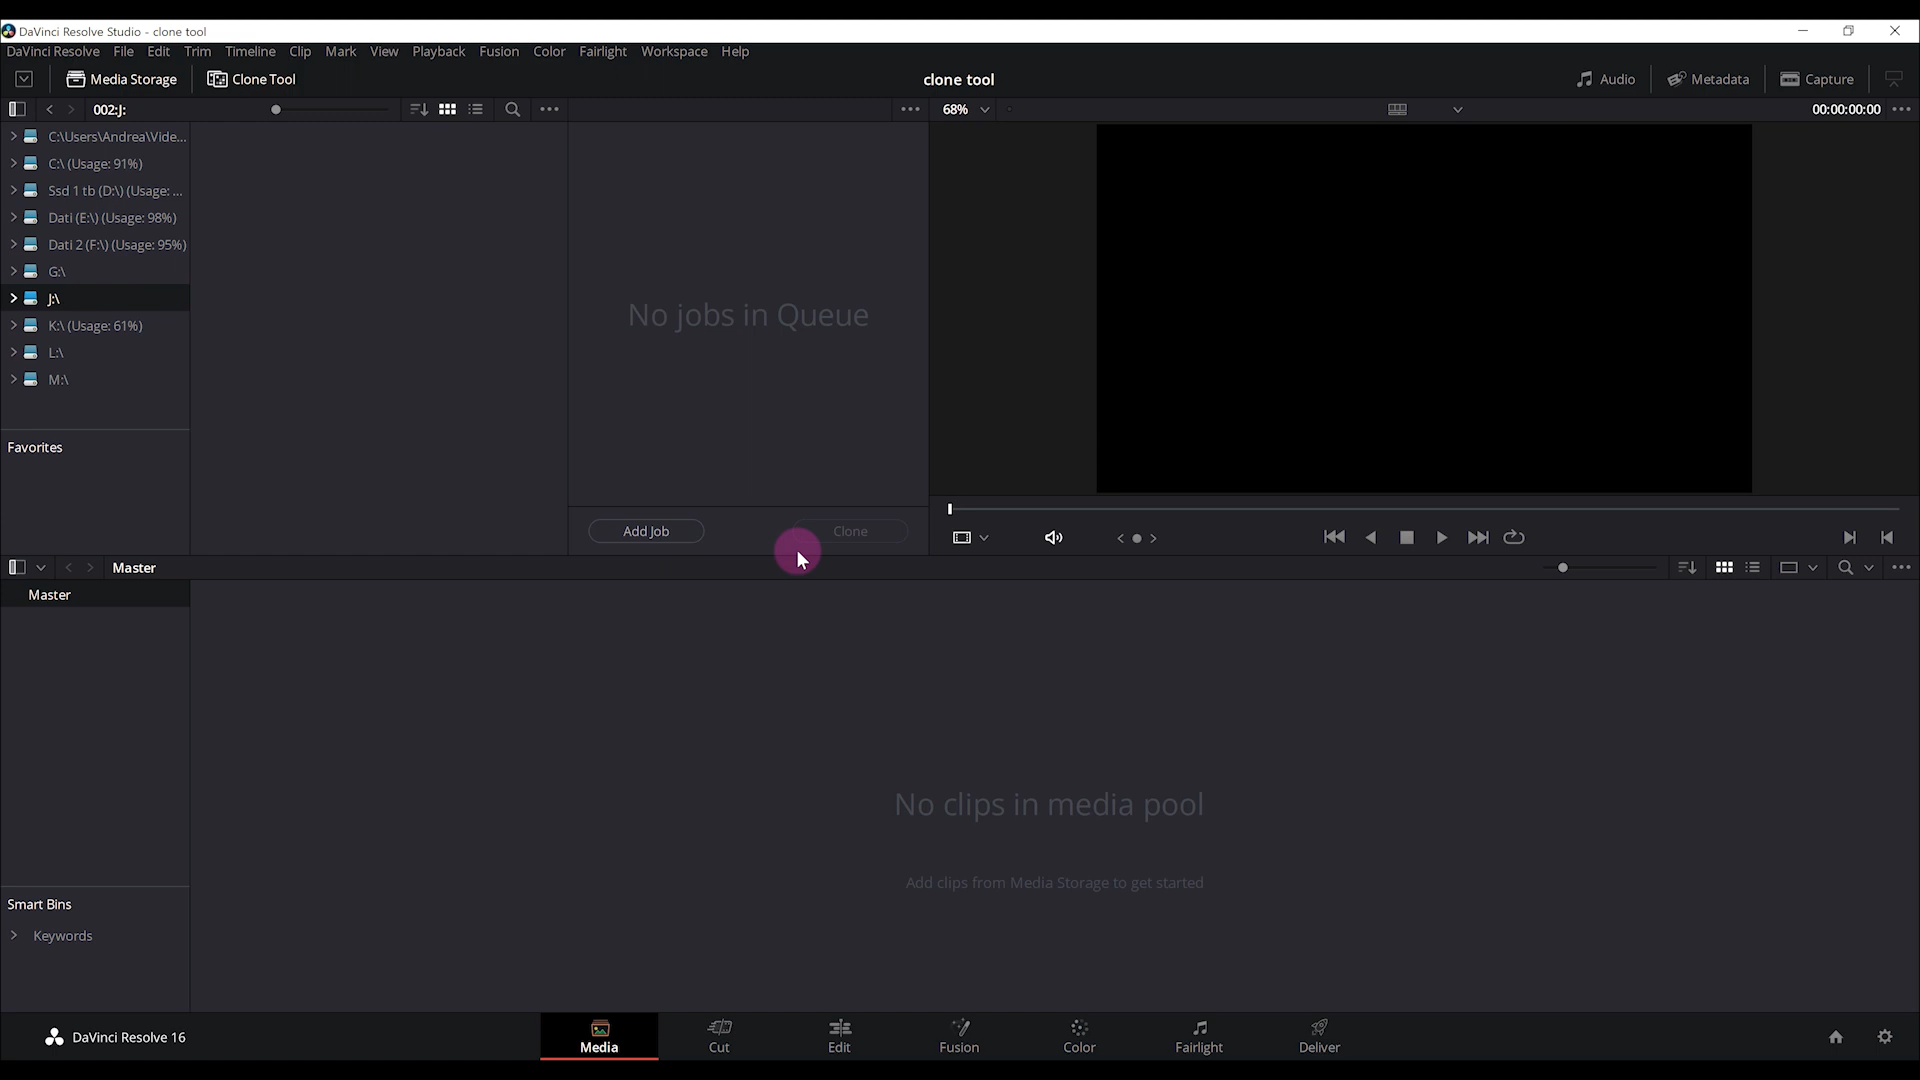 DaVinci Resolve Studio - clone tool
DaVinci Resolve File Edit Trim Timeline Clip Mark View Playback Fusion Color Fairlight Workspace Help
Media Storage Clone Tool clone tool Audio Metadata Capture
002:J: 68% 00:00:00:00
C:\Users\Andrea\Vide...
C:\ (Usage: 91%)
Ssd 1 tb (D:\) (Usage: ...
Dati (E:\) (Usage: 98%)
Dati 2 (F:\) (Usage: 95%)
G:\
J:\
K:\ (Usage: 61%)
L:\
M:\
Favorites
No jobs in Queue
Add Job Clone
Master
Master
No clips in media pool
Add clips from Media Storage to get started
Smart Bins
Keywords
DaVinci Resolve 16
Media Cut Edit Fusion Color Fairlight Deliver